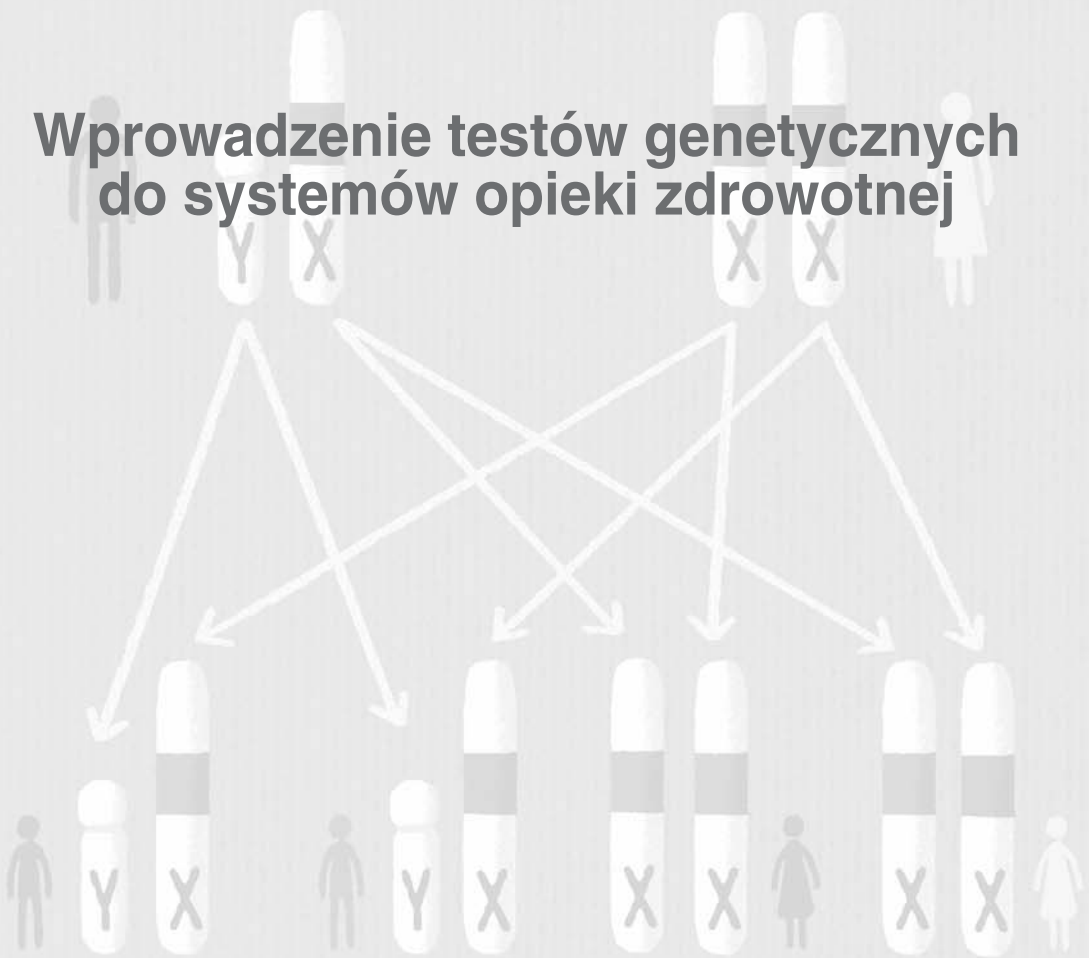 Wprowadzenie testów genetycznych
do systemów opieki zdrowotnej
Y X X X
Y X Y X X X X X